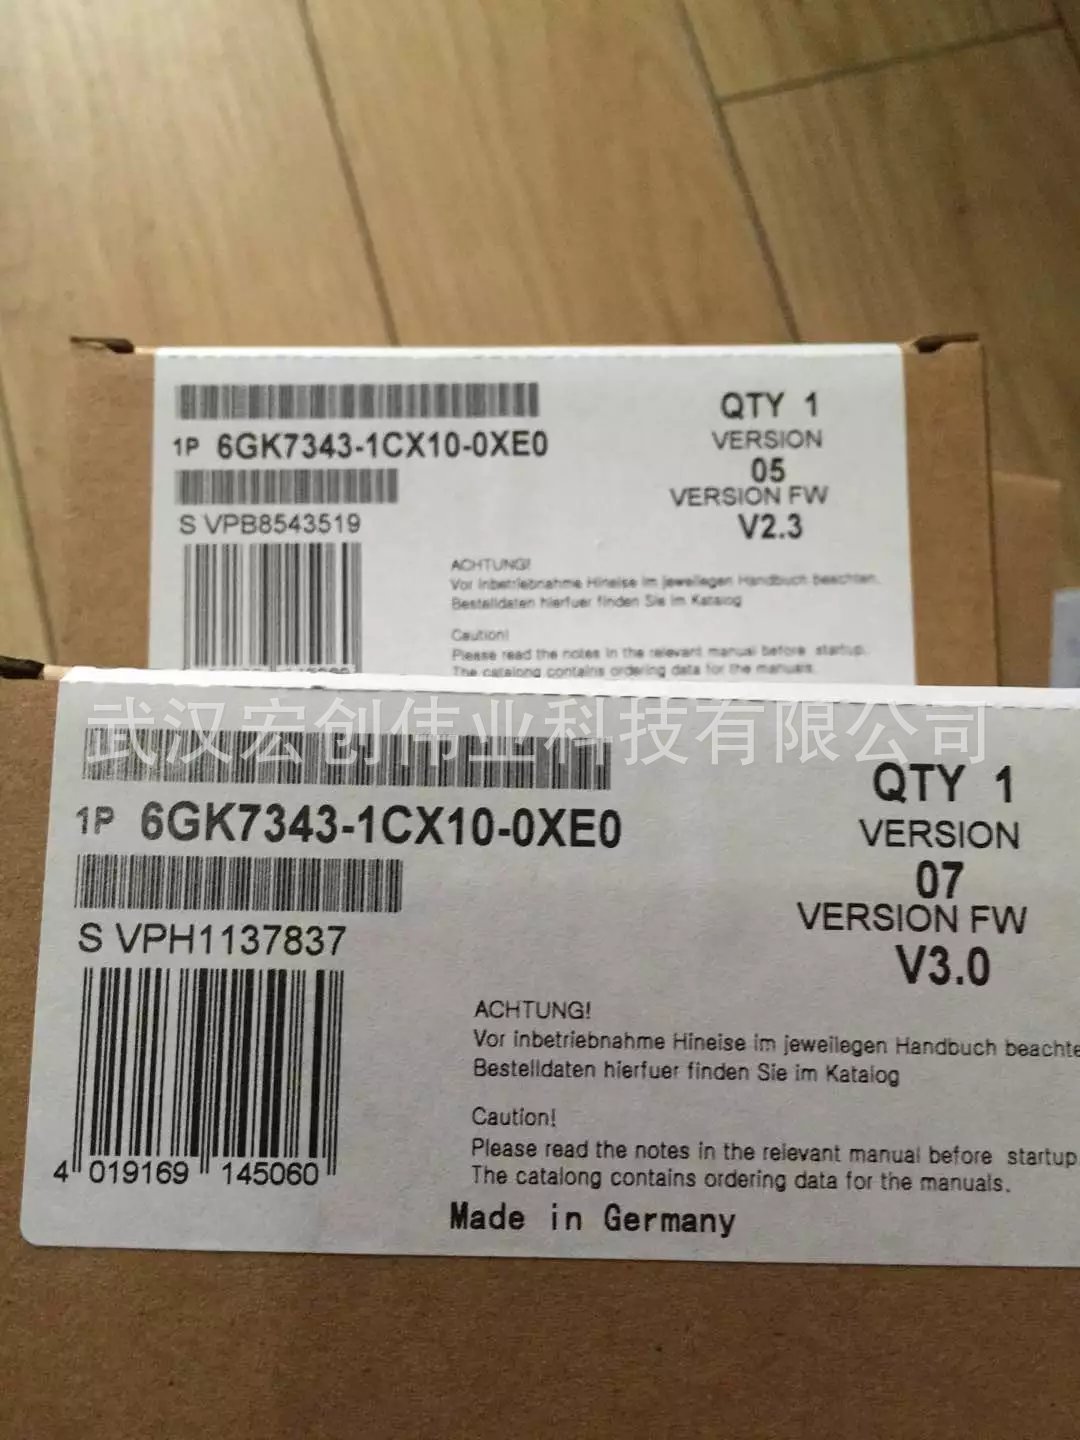 QTY 1
1P 6GK7343-1CX10-0XE0
VERSION
05
VERSION FW
S VPB8543519
V2.3
ACHTUNG!
Vor inbetriebnahme Hineise im jeweilegen Handbuch beachten.
Bestelldaten hierfuer finden Sie im Katalog
Caution!
Please read the notes in the relevant manual before startup.
The catalong contains ordering data for the manuals.
武汉宏创伟业科技有限公司
QTY 1
1P 6GK7343-1CX10-0XE0
VERSION
07
VERSION FW
S VPH1137837
V3.0
ACHTUNG!
Vor inbetriebnahme Hineise im jeweilegen Handbuch beachte
Bestelldaten hierfuer finden Sie im Katalog
Caution!
Please read the notes in the relevant manual before startup
The catalong contains ordering data for the manuals.
4 019169 145060
Made in Germany